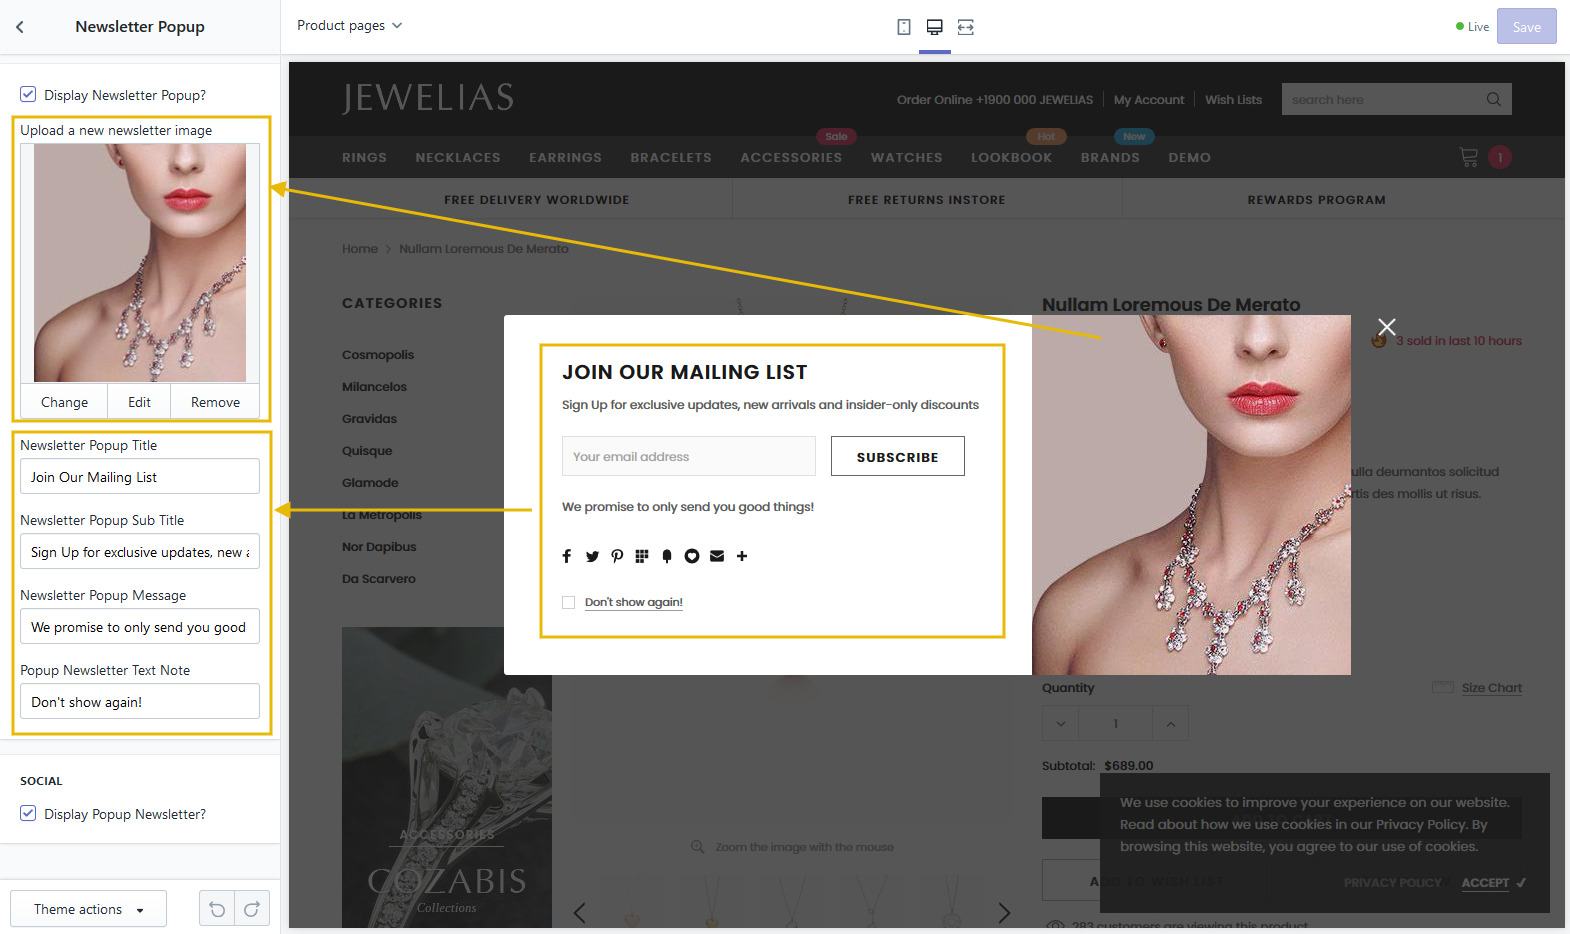 Newsletter Popup
Product pages
Live
Save
Display Newsletter Popup?
Upload a new newsletter image
Change
Edit
Remove
Newsletter Popup Title
Join Our Mailing List
Newsletter Popup Sub Title
Sign Up for exclusive updates, new
Newsletter Popup Message
We promise to only send you good
Popup Newsletter Text Note
Don't show again!
SOCIAL
Display Popup Newsletter?
Theme actions
JEWELIAS
Order Online +1900 000 JEWELIAS
My Account
Wish Lists
search here
Sale
Hot
New
RINGS
NECKLACES
EARRINGS
BRACELETS
ACCESSORIES
WATCHES
LOOKBOOK
BRANDS
DEMO
1
FREE DELIVERY WORLDWIDE
FREE RETURNS INSTORE
REWARDS PROGRAM
Home > Nullam Loremous De Merato
CATEGORIES
Cosmopolis
Milancelos
Gravidas
Quisque
Glamode
La Metropolis
Nor Dapibus
Da Scarvero
ACCESSORIES
COZABIS
Collections
JOIN OUR MAILING LIST
Sign Up for exclusive updates, new arrivals and insider-only discounts
Your email address
SUBSCRIBE
We promise to only send you good things!
Don't show again!
Zoom the image with the mouse
Nullam Loremous De Merato
3 sold in last 10 hours
ulla deumantos solicitud
rtis des mollis ut risus.
Quantity
Size Chart
1
Subtotal: $689.00
We use cookies to improve your experience on our website.
Read about how we use cookies in our Privacy Policy. By
browsing this website, you agree to our use of cookies.
PRIVACY POLICY
ACCEPT
ADD TO WISH LIST
283 customers are viewing this product